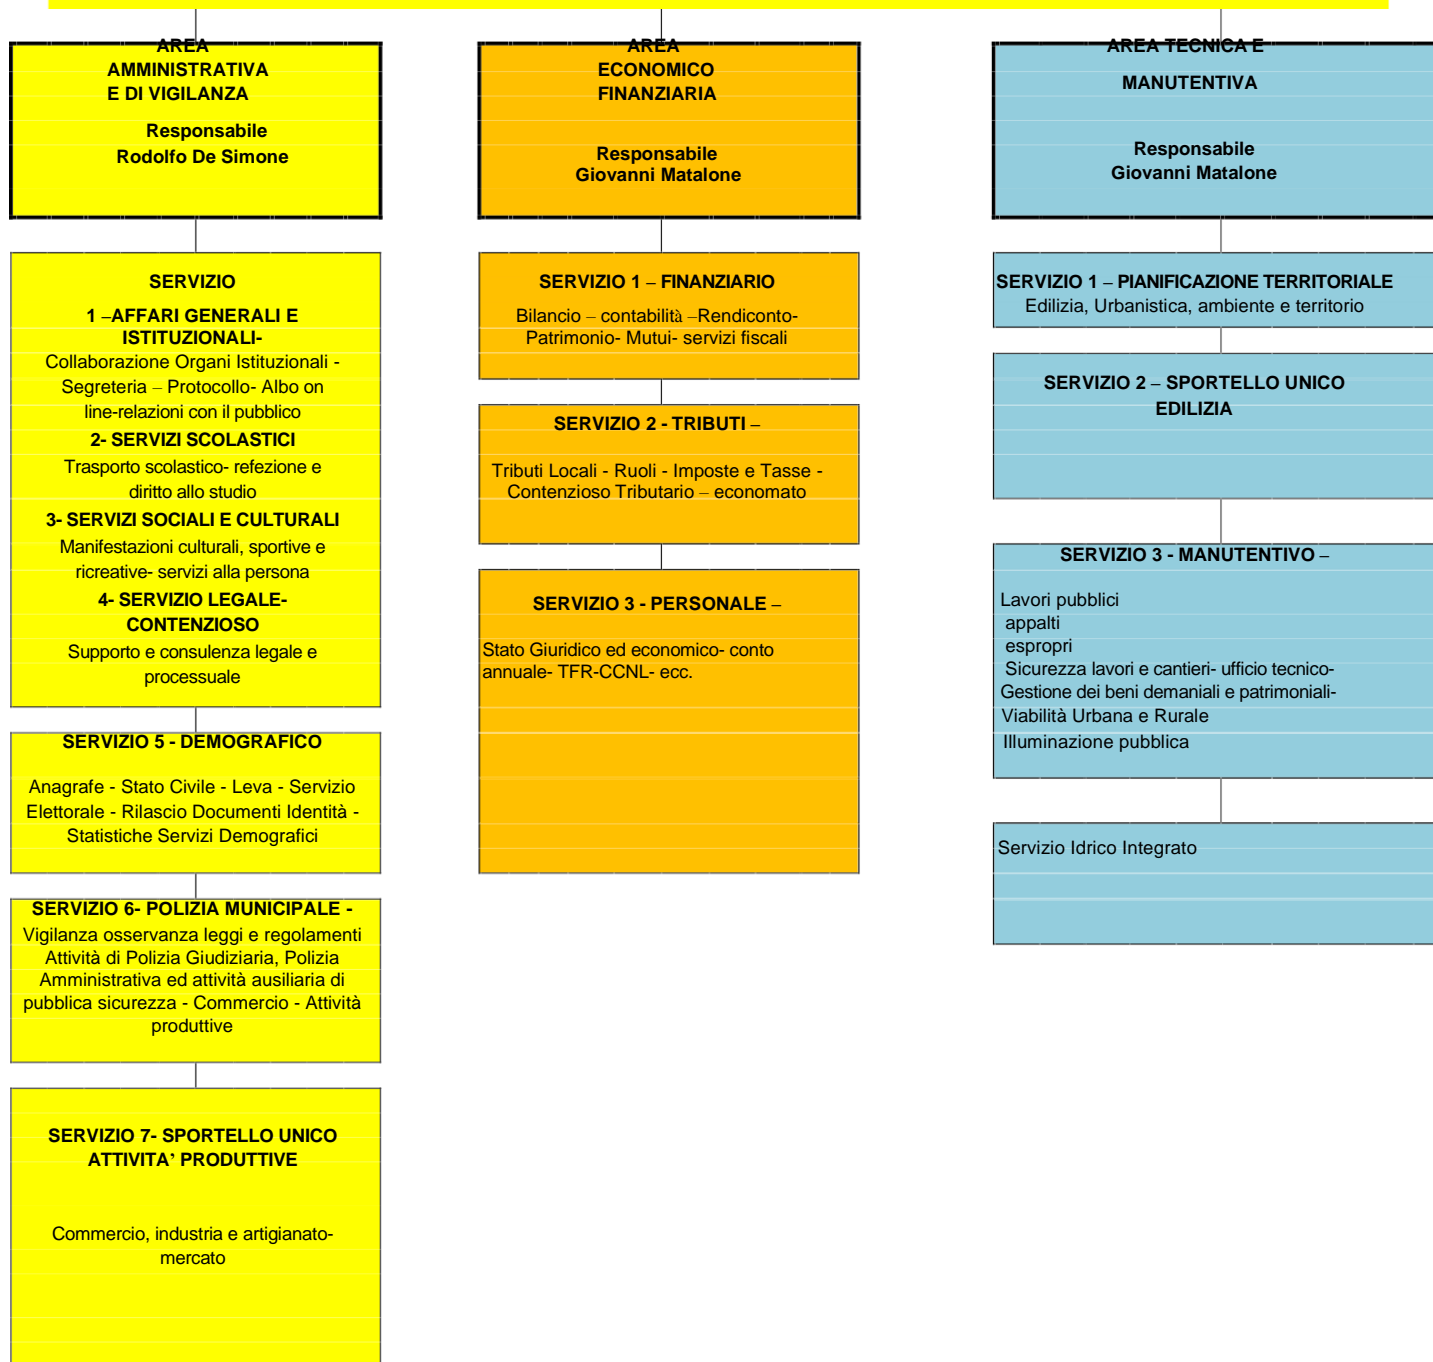 AREA
AMMINISTRATIVA
E DI VIGILANZA
Responsabile
Rodolfo De Simone
SERVIZIO
1 –AFFARI GENERALI E
ISTITUZIONALI-
Collaborazione Organi Istituzionali -
Segreteria – Protocollo- Albo on
line-relazioni con il pubblico
2- SERVIZI SCOLASTICI
Trasporto scolastico- refezione e
diritto allo studio
3- SERVIZI SOCIALI E CULTURALI
Manifestazioni culturali, sportive e
ricreative- servizi alla persona
4- SERVIZIO LEGALE-
CONTENZIOSO
Supporto e consulenza legale e
processuale
SERVIZIO 5 - DEMOGRAFICO
Anagrafe - Stato Civile - Leva - Servizio
Elettorale - Rilascio Documenti Identità -
Statistiche Servizi Demografici
SERVIZIO 6- POLIZIA MUNICIPALE -
Vigilanza osservanza leggi e regolamenti
Attività di Polizia Giudiziaria, Polizia
Amministrativa ed attività ausiliaria di
pubblica sicurezza - Commercio - Attività
produttive
SERVIZIO 7- SPORTELLO UNICO
ATTIVITA’ PRODUTTIVE
Commercio, industria e artigianato-
mercato
AREA
ECONOMICO
FINANZIARIA
Responsabile
Giovanni Matalone
SERVIZIO 1 – FINANZIARIO
Bilancio – contabilità –Rendiconto-
Patrimonio- Mutui- servizi fiscali
SERVIZIO 2 - TRIBUTI –
Tributi Locali - Ruoli - Imposte e Tasse -
Contenzioso Tributario – economato
SERVIZIO 3 - PERSONALE –
Stato Giuridico ed economico- conto
annuale- TFR-CCNL- ecc.
AREA TECNICA E
MANUTENTIVA
Responsabile
Giovanni Matalone
SERVIZIO 1 – PIANIFICAZIONE TERRITORIALE
Edilizia, Urbanistica, ambiente e territorio
SERVIZIO 2 – SPORTELLO UNICO
EDILIZIA
SERVIZIO 3 - MANUTENTIVO –
Lavori pubblici
appalti
espropri
Sicurezza lavori e cantieri- ufficio tecnico-
Gestione dei beni demaniali e patrimoniali-
Viabilità Urbana e Rurale
Illuminazione pubblica
Servizio Idrico Integrato